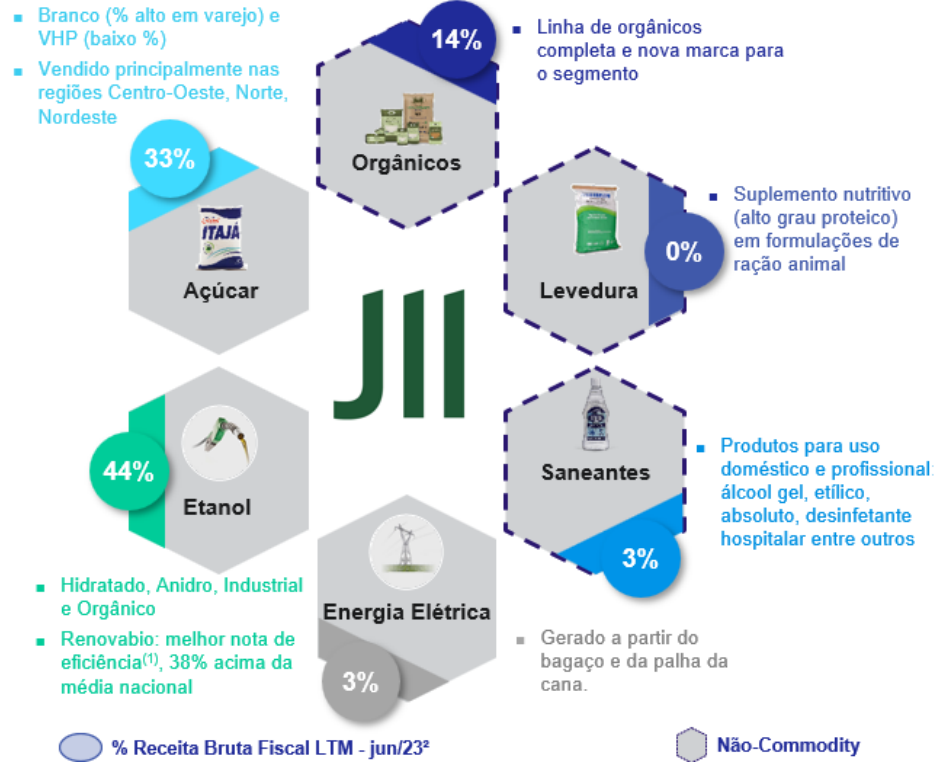 ▪ Branco (% alto em varejo) e
VHP (baixo %)
▪ Vendido principalmente nas
regiões Centro-Oeste, Norte,
Nordeste
33%
ITAJÁ
Açúcar
14%
Orgânicos
▪ Linha de orgânicos
completa e nova marca para
o segmento
0%
Levedura
▪ Suplemento nutritivo
(alto grau proteico)
em formulações de
ração animal
JII
44%
Etanol
▪ Hidratado, Anidro, Industrial
e Orgânico
▪ Renovabio: melhor nota de
eficiência(1), 38% acima da
média nacional
Energia Elétrica
3%
▪ Gerado a partir do
bagaço e da palha da
cana.
Saneantes
3%
▪ Produtos para uso
doméstico e profissional
álcool gel, etílico,
absoluto, desinfetante
hospitalar entre outros
% Receita Bruta Fiscal LTM - jun/23²
Não-Commodity